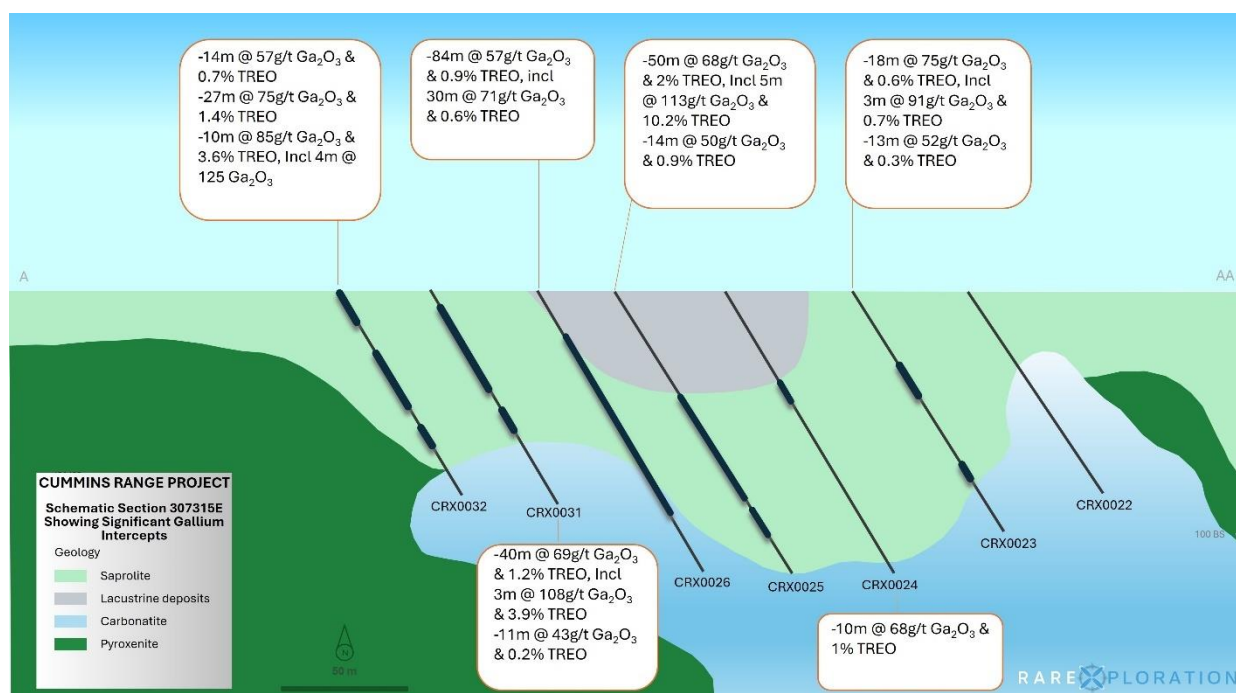 -14m @ 57g/t Ga₂O₃ &
0.7% TREO
-27m @ 75g/t Ga₂O₃ &
1.4% TREO
-10m @ 85g/t Ga₂O₃ &
3.6% TREO, Incl 4m @
125 Ga₂O₃
-84m @ 57g/t Ga₂O₃
& 0.9% TREO, incl
30m @ 71g/t Ga₂O₃
& 0.6% TREO
-50m @ 68g/t Ga₂O₃
& 2% TREO, Incl 5m
@ 113g/t Ga₂O₃ &
10.2% TREO
-14m @ 50g/t Ga₂O₃
& 0.9% TREO
-18m @ 75g/t Ga₂O₃
& 0.6% TREO, Incl
3m @ 91g/t Ga₂O₃ &
0.7% TREO
-13m @ 52g/t Ga₂O₃
& 0.3% TREO
A
AA
CRX0032
CRX0031
CRX0026
CRX0025
CRX0024
CRX0023
CRX0022
100 BS
CUMMINS RANGE PROJECT
Schematic Section 307315E
Showing Significant Gallium
Intercepts
Geology
Saprolite
Lacustrine deposits
Carbonatite
Pyroxenite
N
50 m
-40m @ 69g/t Ga₂O₃
& 1.2% TREO, Incl
3m @ 108g/t Ga₂O₃
& 3.9% TREO
-11m @ 43g/t Ga₂O₃
& 0.2% TREO
-10m @ 68g/t Ga₂O₃ &
1% TREO
RAREXPLORATION